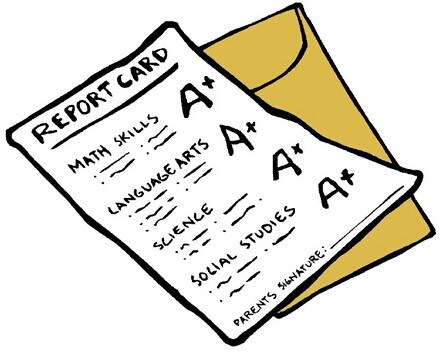 REPORT CARD
MATH SKILLS A+
LANGUAGE ARTS A+
SCIENCE A+
SOCIAL STUDIES A+
PARENTS SIGNATURE: